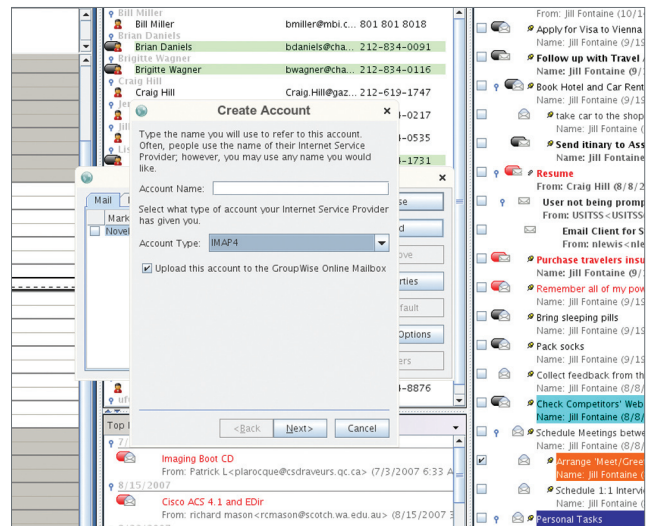 Bill Miller
Bill Miller bmiller@mbi.c... 801 801 8018
Brian Daniels
Brian Daniels bdaniels@cha... 212-834-0091
Brigitte Wagner
Brigitte Wagner bwagner@cha... 212-834-0116
Craig Hill
Craig Hill Craig.Hill@gaz... 212-619-1747
-0217
-0535
-1731
-8876
Create Account
Type the name you will use to refer to this account.
Often, people use the name of their Internet Service
Provider; however, you may use any name you would
like.
Account Name:
Select what type of account your Internet Service Provider
has given you.
Account Type: IMAP4
Upload this account to the GroupWise Online Mailbox
<Back Next> Cancel
Mail
Mark
Novel
se
d
ove
rties
fault
Options
ers
Top
7/
Imaging Boot CD
From: Patrick L<plarocque@csdraveurs.qc.ca> (7/3/2007 6:33 A
8/15/2007
Cisco ACS 4.1 and EDir
From: richard mason<rcmason@scotch.wa.edu.au> (8/15/2007 3
From: Jill Fontaine (10/1
Apply for Visa to Vienna
Name: Jill Fontaine (9/19
Follow up with Travel
Name: Jill Fontaine (9/
Book Hotel and Car Rent
Name: Jill Fontaine (9/19
take car to the shop
Name: Jill Fontaine (
Send itinary to Ass
Name: Jill Fontaine
Resume
From: Craig Hill (8/8/2
User not being promp
From: USITSS<USITSS
Email Client for S
From: nlewis<nle
Purchase travelers insu
Name: Jill Fontaine (9/
Remember all of my pow
Name: Jill Fontaine (9/19
Bring sleeping pills
Name: Jill Fontaine (9/19
Pack socks
Name: Jill Fontaine (9/19
Collect feedback from th
Name: Jill Fontaine (8/8/
Check Competitors' Web
Name: Jill Fontaine (8/8/
Schedule Meetings betwe
Name: Jill Fontaine (8/8/
Arrange 'Meet/Gree
Name: Jill Fontaine (
Schedule 1:1 Intervi
Name: Jill Fontaine (
Personal Tasks